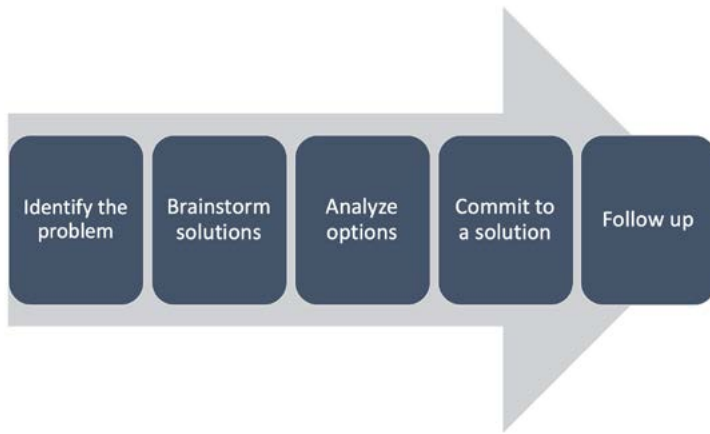 Identify the
problem
Brainstorm
solutions
Analyze
options
Commit to
a solution
Follow up